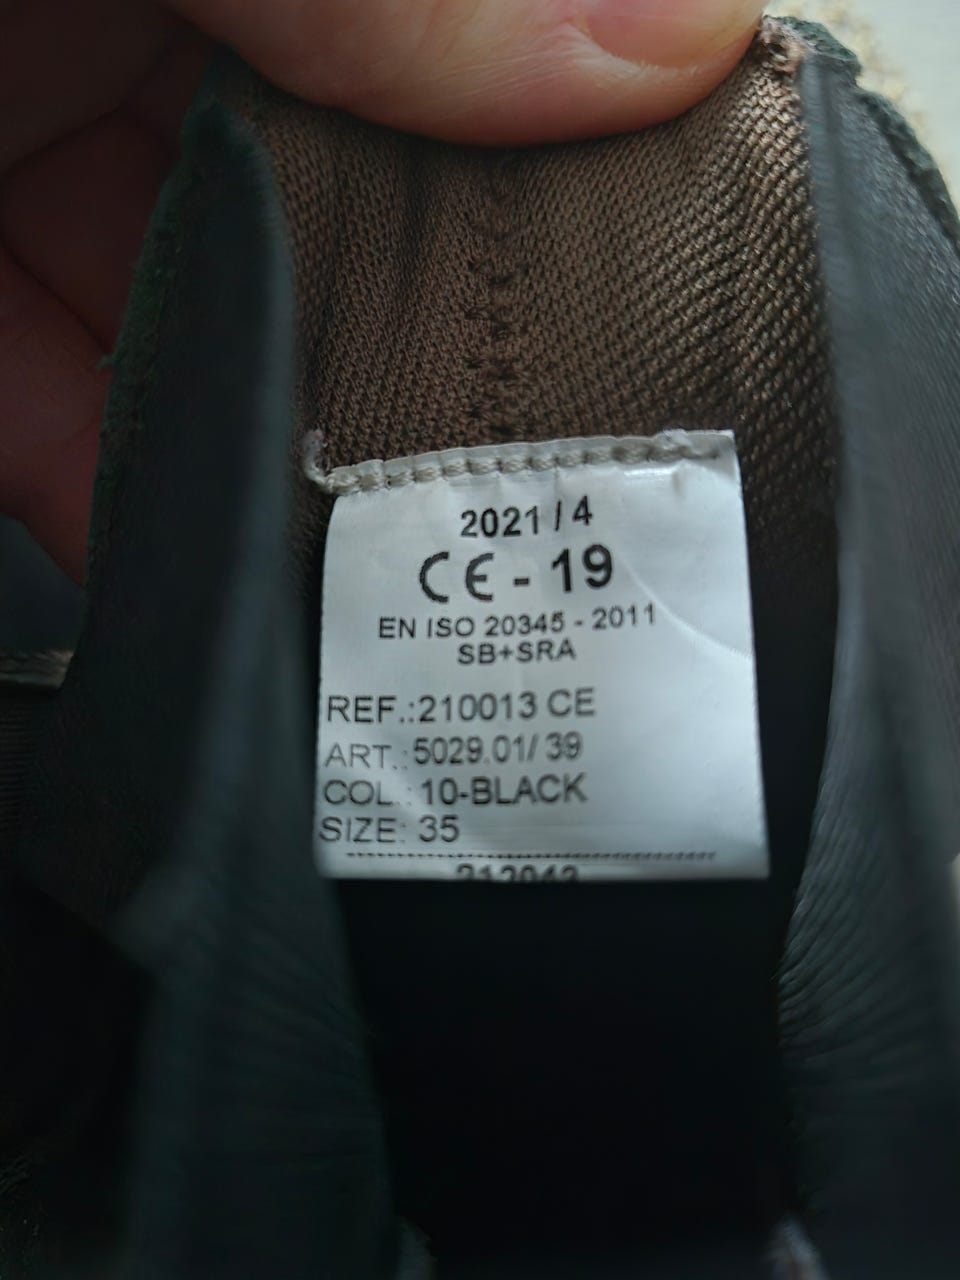 2021 / 4
CE - 19
EN ISO 20345 - 2011
SB+SRA
REF.:210013 CE
ART.: 5029.01/ 39
COL.: 10-BLACK
SIZE: 35